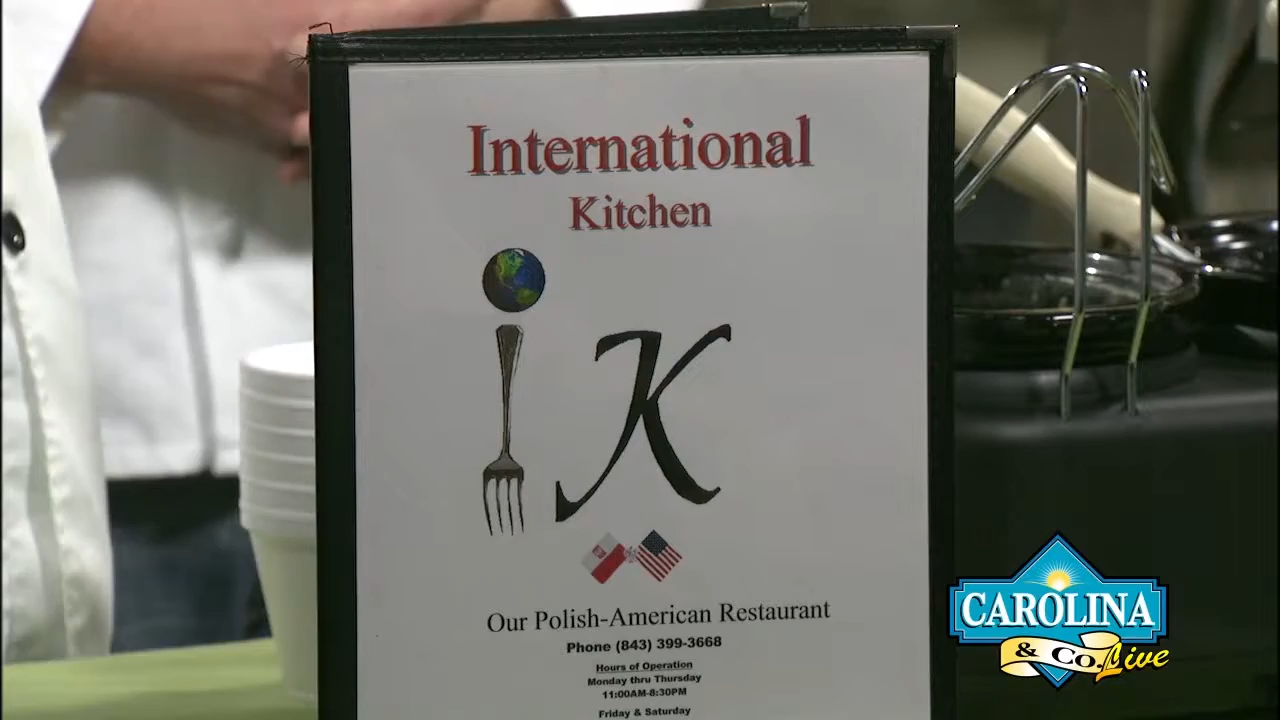 International
Kitchen
K
Our Polish-American Restaurant
Phone (843) 399-3668
Hours of Operation
Monday thru Thursday
11:00AM-8:30PM
Friday & Saturday
CAROLINA
& Co. Live